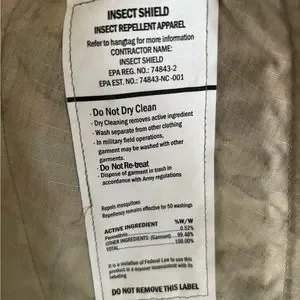 INSECT SHIELD
INSECT REPELLENT APPAREL
Refer to hangtag for more information
CONTRACTOR NAME:
INSECT SHIELD
EPA REG. NO.: 74843-2
EPA EST. NO.: 74843-NC-001
· Do Not Dry Clean
· Dry Cleaning removes active ingredient
· Wash separate from other clothing
· In military field operations,
garment may be washed with other
garments.
· Do Not Re-treat
· Dispose of garment in trash in
accordance with Army regulations
Repels mosquitoes
Repellency remains effective for 50 washings
ACTIVE INGREDIENT %W/W
Permethrin 0.52%
OTHER INGREDIENTS: (Garment) 99.48%
TOTAL 100.00%
It is a violation of Federal Law to use this
product in a manner inconsistent with its
labeling
DO NOT REMOVE THIS LABEL